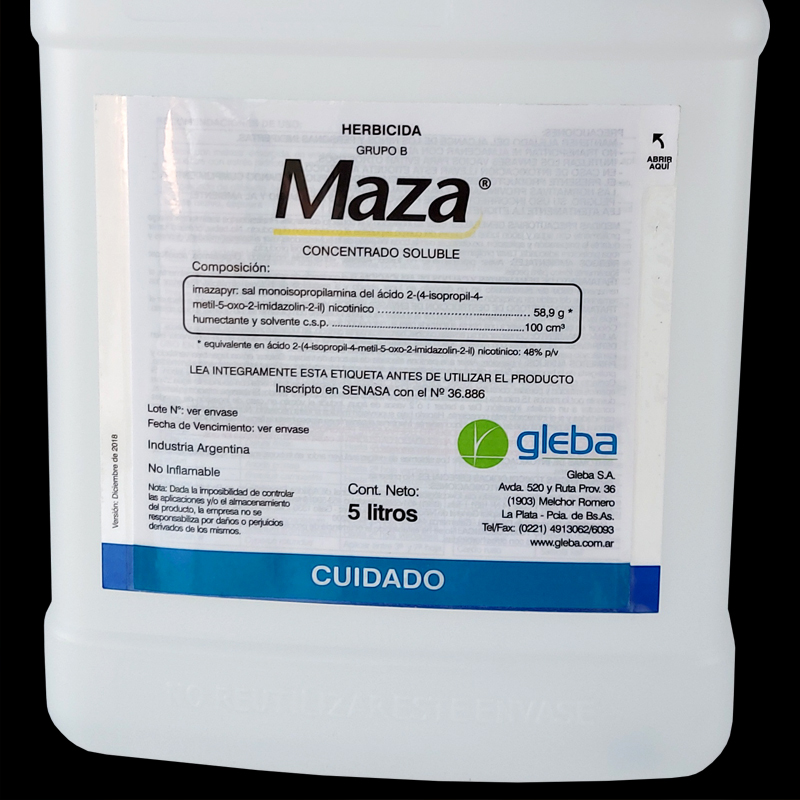 HERBICIDA
GRUPO B
Maza®
CONCENTRADO SOLUBLE
ABRIR
AQUÍ
Composición:
imazapyr: sal monoisopropilamina del ácido 2-(4-isopropil-4-
metil-5-oxo-2-imidazolin-2-il) nicotinico ................................................ 58,9 g *
humectante y solvente c.s.p. ............................................................100 cm³
* equivalente en ácido 2-(4-isopropil-4-metil-5-oxo-2-imidazolin-2-il) nicotínico: 48% p/v
LEA INTEGRAMENTE ESTA ETIQUETA ANTES DE UTILIZAR EL PRODUCTO
Inscripto en SENASA con el Nº 36.886
Lote N°: ver envase
Fecha de Vencimiento: ver envase
Industria Argentina
No Inflamable
Nota: Dada la imposibilidad de controlar
las aplicaciones y/o el almacenamiento
del producto, la empresa no se
responsabiliza por daños o perjuicios
derivados de los mismos.
Versión: Diciembre de 2018
Cont. Neto:
5 litros
gleba
Gleba S.A.
Avda. 520 y Ruta Prov. 36
(1903) Melchor Romero
La Plata - Pcia. de Bs.As.
Tel/Fax: (0221) 4913062/6093
www.gleba.com.ar
CUIDADO
NO REUTILIZAR ESTE ENVASE